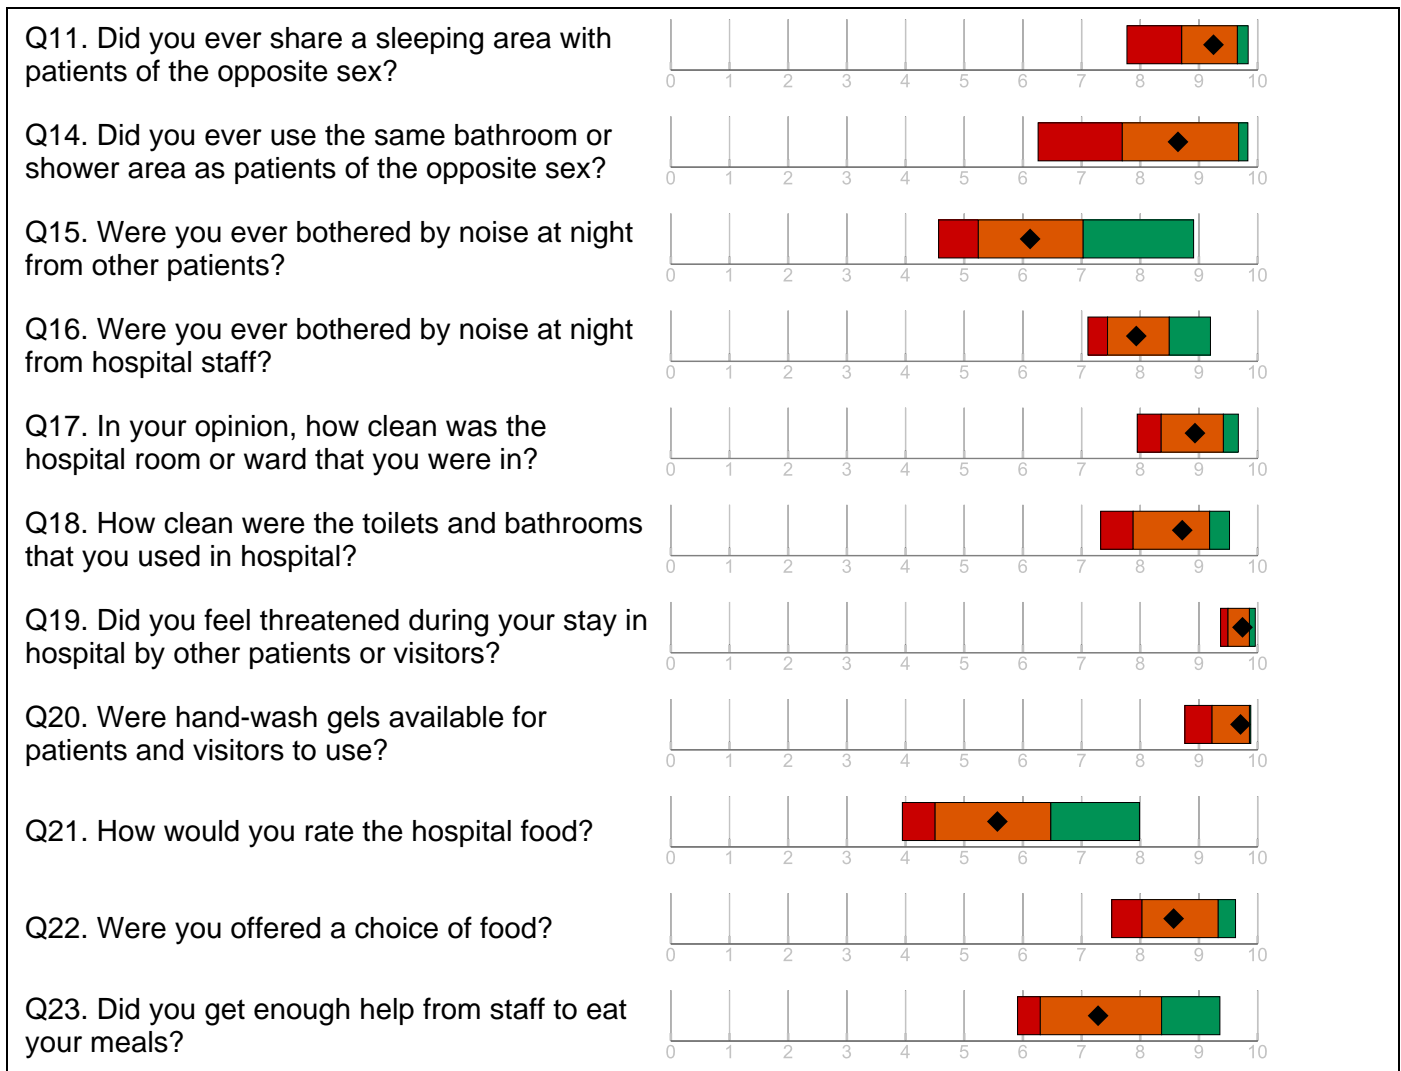 Q11. Did you ever share a sleeping area with
patients of the opposite sex?
0 1 2 3 4 5 6 7 8 9 10
Q14. Did you ever use the same bathroom or
shower area as patients of the opposite sex?
0 1 2 3 4 5 6 7 8 9 10
Q15. Were you ever bothered by noise at night
from other patients?
0 1 2 3 4 5 6 7 8 9 10
Q16. Were you ever bothered by noise at night
from hospital staff?
0 1 2 3 4 5 6 7 8 9 10
Q17. In your opinion, how clean was the
hospital room or ward that you were in?
0 1 2 3 4 5 6 7 8 9 10
Q18. How clean were the toilets and bathrooms
that you used in hospital?
0 1 2 3 4 5 6 7 8 9 10
Q19. Did you feel threatened during your stay in
hospital by other patients or visitors?
0 1 2 3 4 5 6 7 8 9 10
Q20. Were hand-wash gels available for
patients and visitors to use?
0 1 2 3 4 5 6 7 8 9 10
Q21. How would you rate the hospital food?
0 1 2 3 4 5 6 7 8 9 10
Q22. Were you offered a choice of food?
0 1 2 3 4 5 6 7 8 9 10
Q23. Did you get enough help from staff to eat
your meals?
0 1 2 3 4 5 6 7 8 9 10